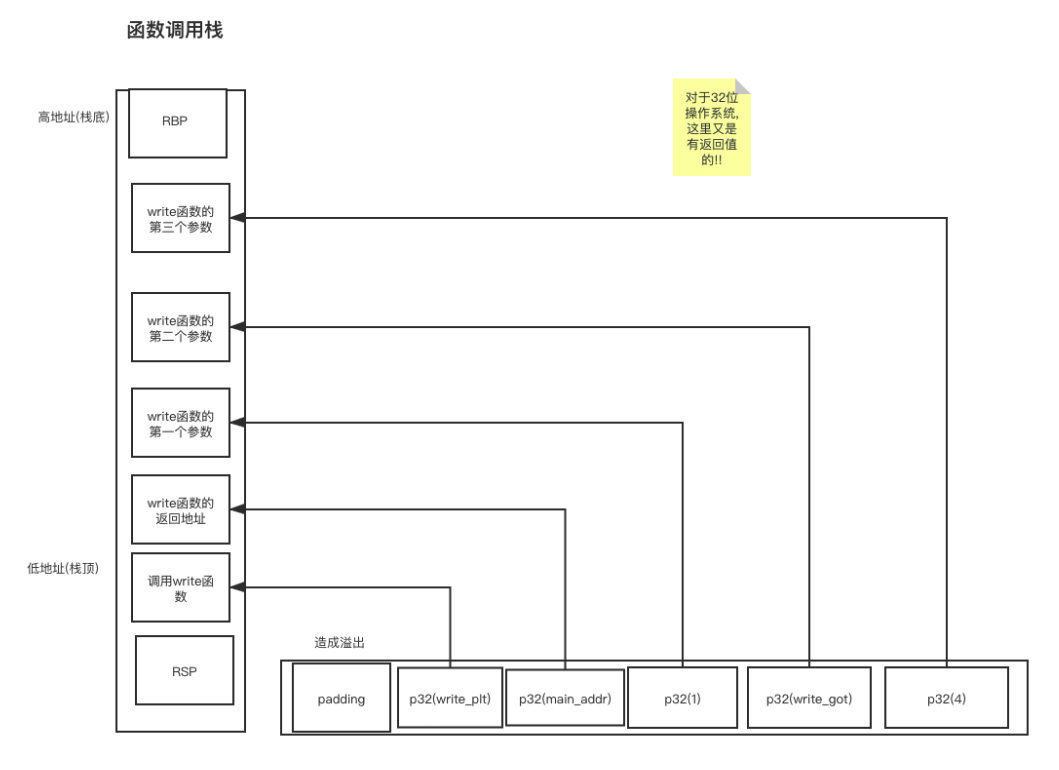 函数调用栈
高地址(栈底)
RBP
对于32位
操作系统,
这里又是
有返回值
的!!
write函数的
第三个参数
write函数的
第二个参数
write函数的
第一个参数
write函数的
返回地址
低地址(栈顶)
调用write函
数
RSP
造成溢出
padding
p32(write_plt)
p32(main_addr)
p32(1)
p32(write_got)
p32(4)